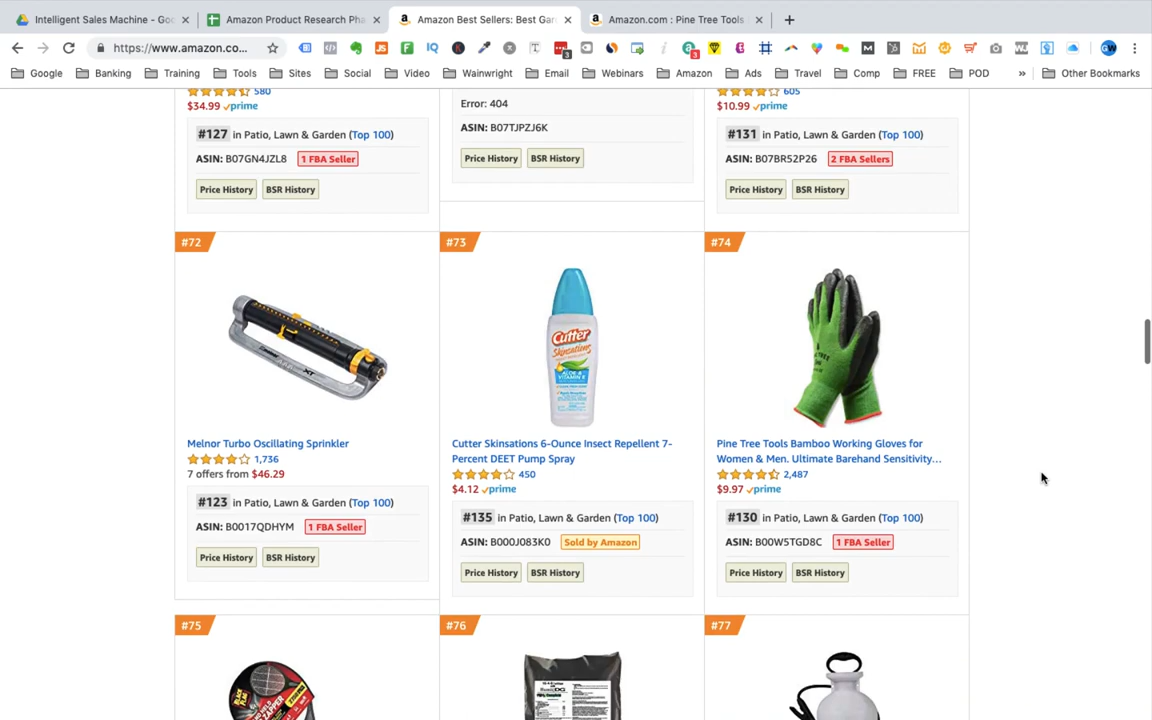 Intelligent Sales Machine - Goo
Amazon Product Research Pha
Amazon Best Sellers: Best Gar
Amazon.com : Pine Tree Tools
https://www.amazon.co...
Google
Banking
Training
Tools
Sites
Social
Video
Wainwright
Email
Webinars
Amazon
Ads
Travel
Comp
FREE
POD
»
Other Bookmarks
580
$34.99 prime
#127 in Patio, Lawn & Garden (Top 100)
ASIN: B07GN4JZL8 1 FBA Seller
Price History BSR History
Error: 404
ASIN: B07TJPZJ6K
Price History BSR History
605
$10.99 prime
#131 in Patio, Lawn & Garden (Top 100)
ASIN: B07BR52P26 2 FBA Sellers
Price History BSR History
#72
Melnor Turbo Oscillating Sprinkler
1,736
7 offers from $46.29
#123 in Patio, Lawn & Garden (Top 100)
ASIN: B0017QDHYM 1 FBA Seller
Price History BSR History
#73
Cutter
Skinsations
Cutter Skinsations 6-Ounce Insect Repellent 7-
Percent DEET Pump Spray
450
$4.12 prime
#135 in Patio, Lawn & Garden (Top 100)
ASIN: B000J083K0 Sold by Amazon
Price History BSR History
#74
Pine Tree Tools Bamboo Working Gloves for
Women & Men. Ultimate Barehand Sensitivity...
2,487
$9.97 prime
#130 in Patio, Lawn & Garden (Top 100)
ASIN: B00W5TGD8C 1 FBA Seller
Price History BSR History
#75
#76
#77